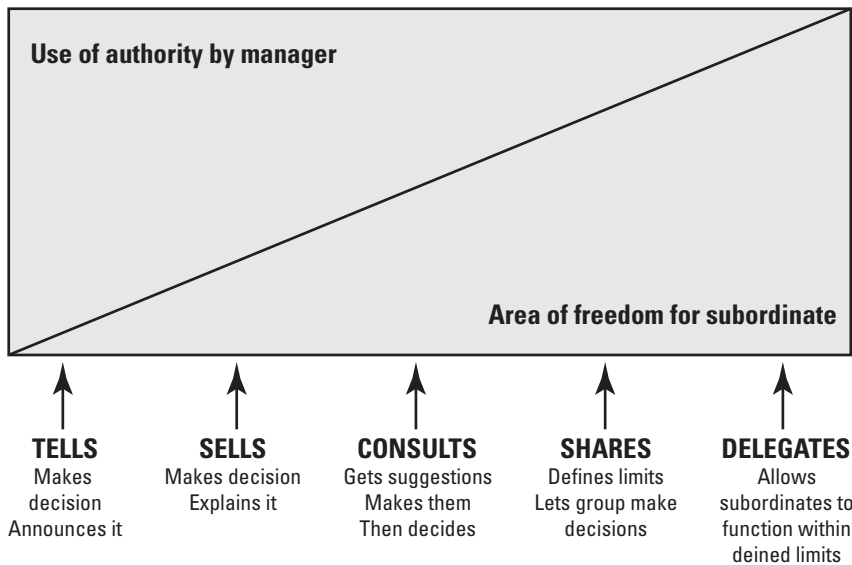 Use of authority by manager
Area of freedom for subordinate
TELLS
Makes
decision
Announces it
SELLS
Makes decision
Explains it
CONSULTS
Gets suggestions
Makes them
Then decides
SHARES
Defines limits
Lets group make
decisions
DELEGATES
Allows
subordinates to
function within
deined limits